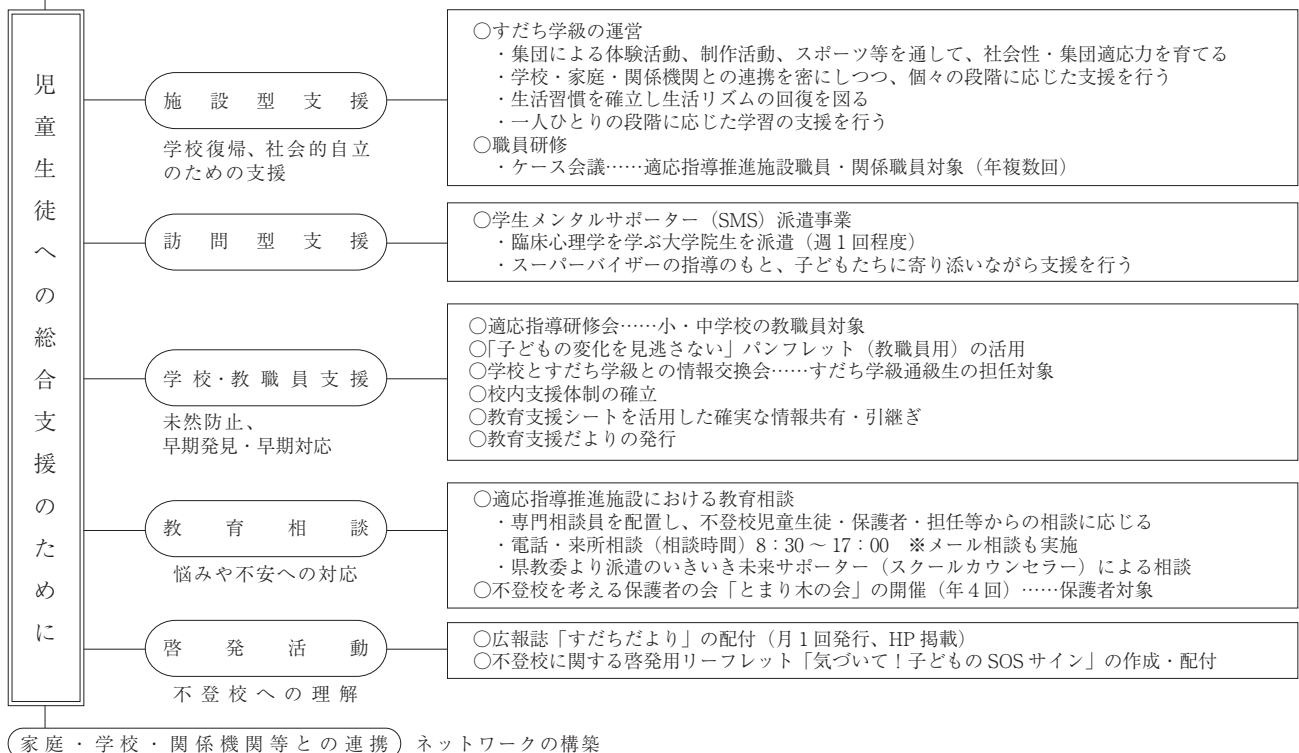 児童生徒への総合支援のために
施設型支援
学校復帰、社会的自立
のための支援
○すだち学級の運営
・集団による体験活動、制作活動、スポーツ等を通して、社会性・集団適応力を育てる
・学校・家庭・関係機関との連携を密にしつつ、個々の段階に応じた支援を行う
・生活習慣を確立し生活リズムの回復を図る
・一人ひとりの段階に応じた学習の支援を行う
○職員研修
・ケース会議……適応指導推進施設職員・関係職員対象（年複数回）
訪問型支援
○学生メンタルサポーター（SMS）派遣事業
・臨床心理学を学ぶ大学院生を派遣（週1回程度）
・スーパーバイザーの指導のもと、子どもたちに寄り添いながら支援を行う
学校・教職員支援
未然防止、
早期発見・早期対応
○適応指導研修会……小・中学校の教職員対象
○「子どもの変化を見逃さない」パンフレット（教職員用）の活用
○学校とすだち学級との情報交換会……すだち学級通級生の担任対象
○校内支援体制の確立
○教育支援シートを活用した確実な情報共有・引継ぎ
○教育支援だよりの発行
教育相談
悩みや不安への対応
○適応指導推進施設における教育相談
・専門相談員を配置し、不登校児童生徒・保護者・担任等からの相談に応じる
・電話・来所相談（相談時間）8：30～17：00　※メール相談も実施
・県教委より派遣のいきいき未来サポーター（スクールカウンセラー）による相談
○不登校を考える保護者の会「とまり木の会」の開催（年4回）……保護者対象
啓発活動
不登校への理解
○広報誌「すだちだより」の配付（月1回発行、HP掲載）
○不登校に関する啓発用リーフレット「気づいて！子どものSOSサイン」の作成・配付
家庭・学校・関係機関等との連携　ネットワークの構築